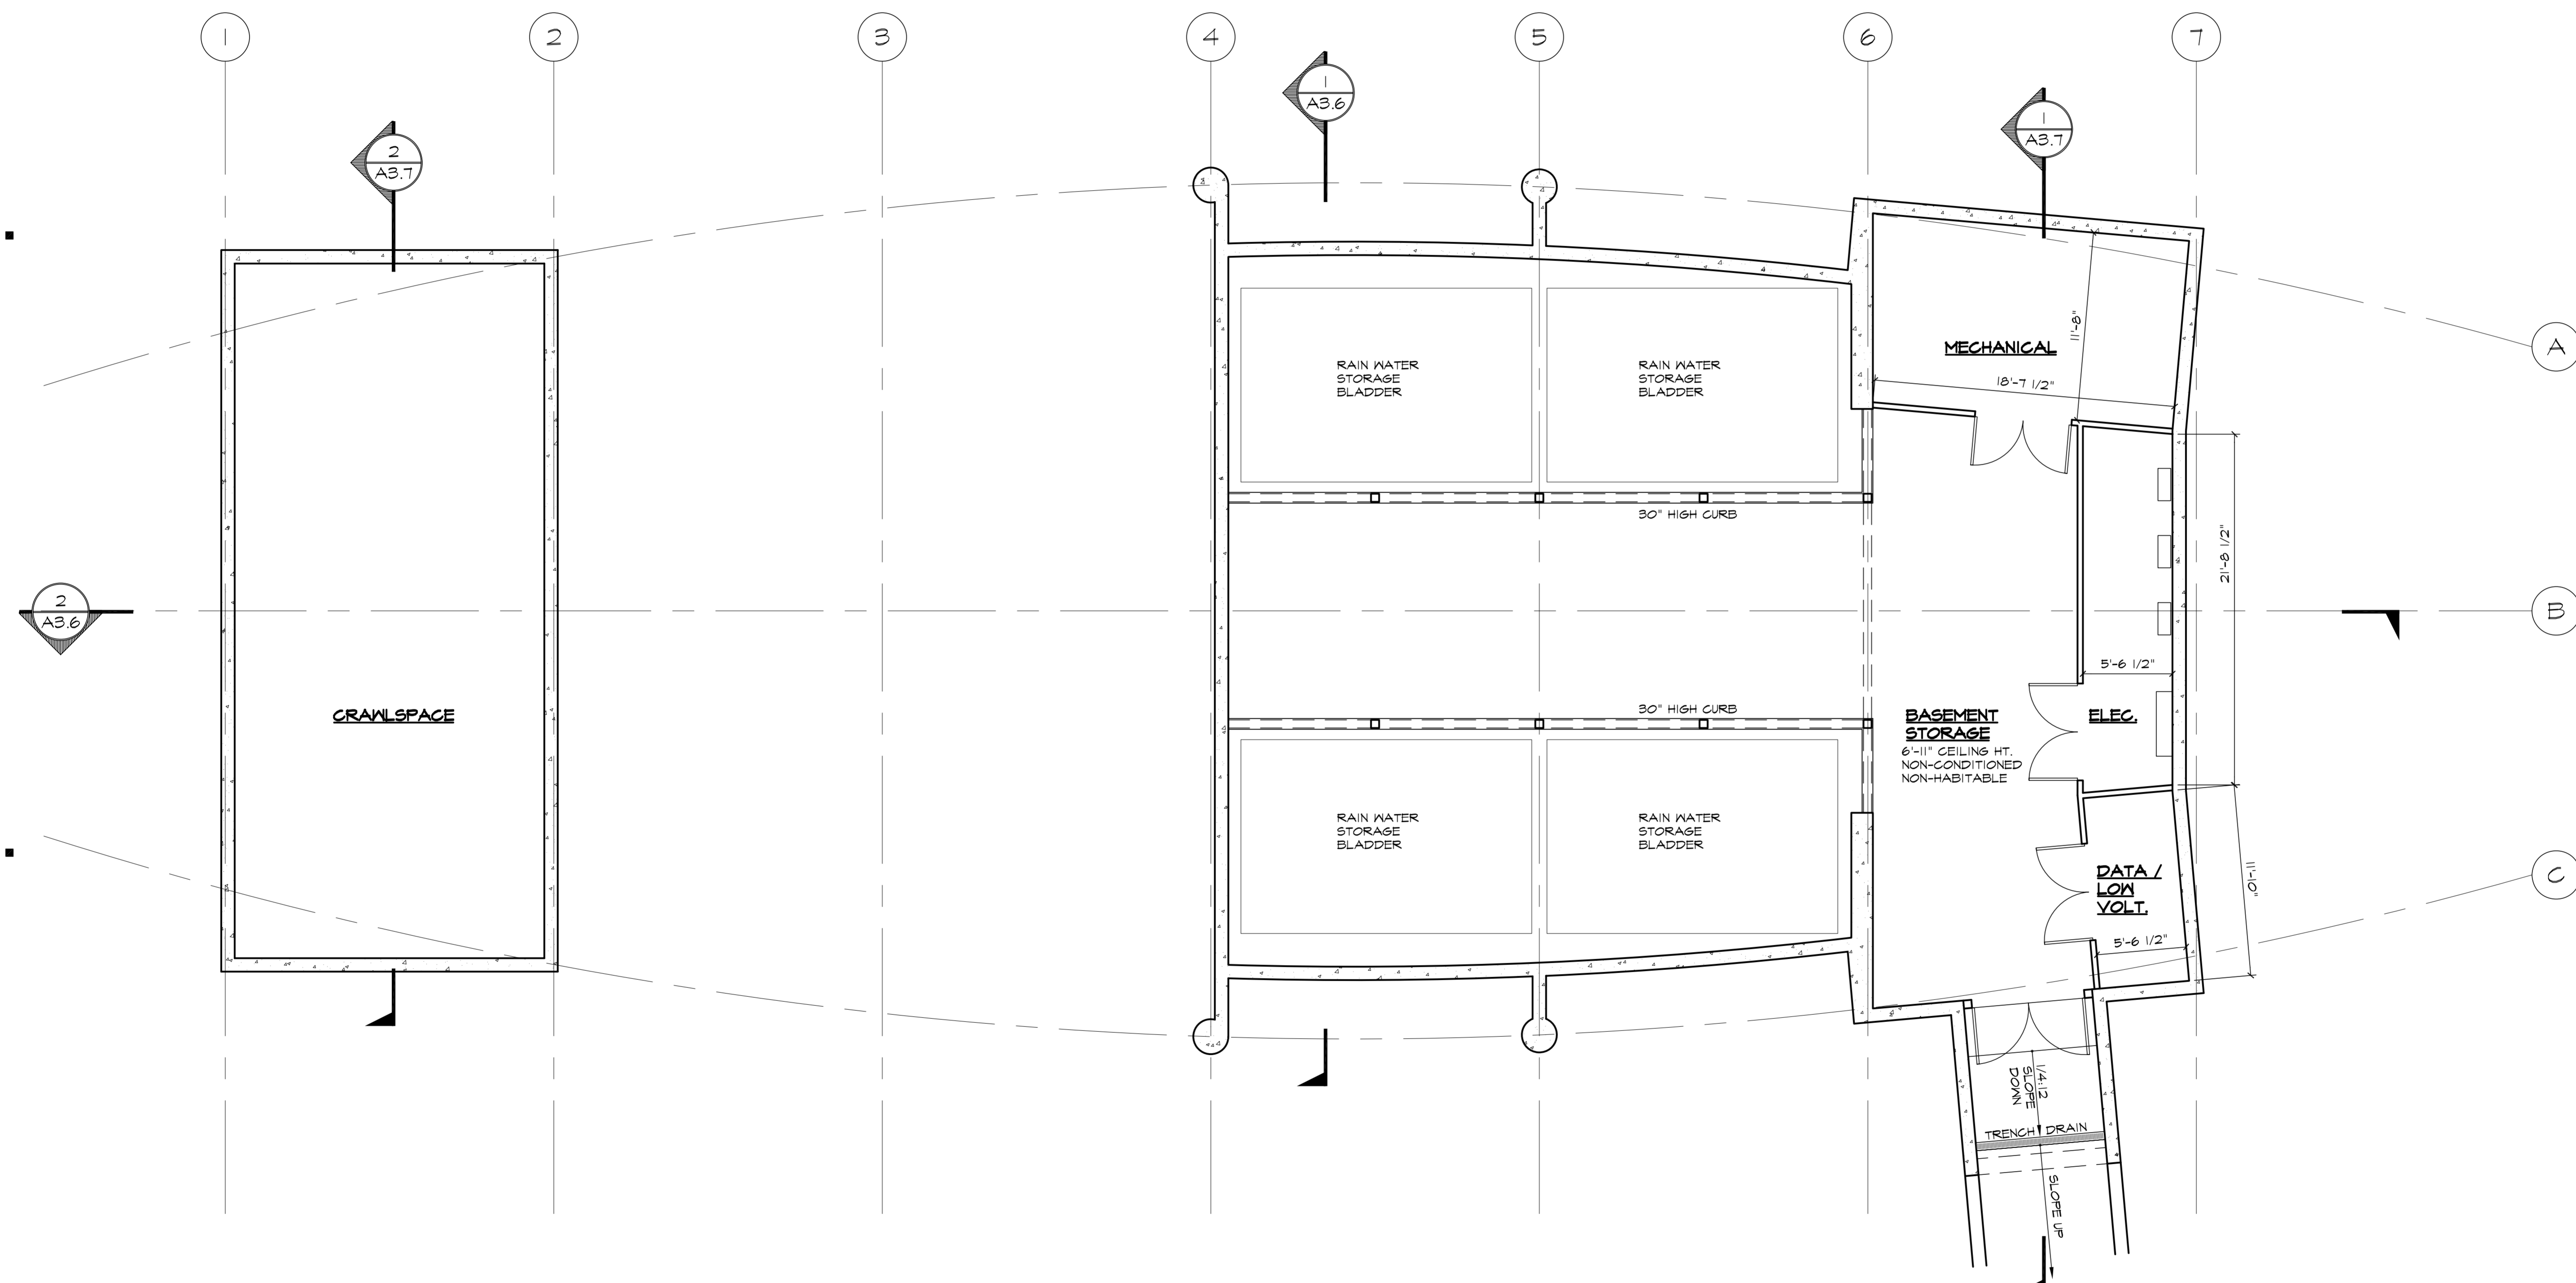 1
2
3
4
5
6
7
1
A3.6
1
A3.7
2
A3.7
A
MECHANICAL
11'-8"
18'-7 1/2"
RAIN WATER
STORAGE
BLADDER
RAIN WATER
STORAGE
BLADDER
30" HIGH CURB
21'-8 1/2"
2
A3.6
B
5'-6 1/2"
CRAWLSPACE
30" HIGH CURB
BASEMENT
STORAGE
6'-11" CEILING HT.
NON-CONDITIONED
NON-HABITABLE
ELEC.
RAIN WATER
STORAGE
BLADDER
RAIN WATER
STORAGE
BLADDER
DATA /
LOW
VOLT.
C
11'-10"
5'-6 1/2"
1/4:12
SLOPE
DOWN
TRENCH DRAIN
SLOPE UP